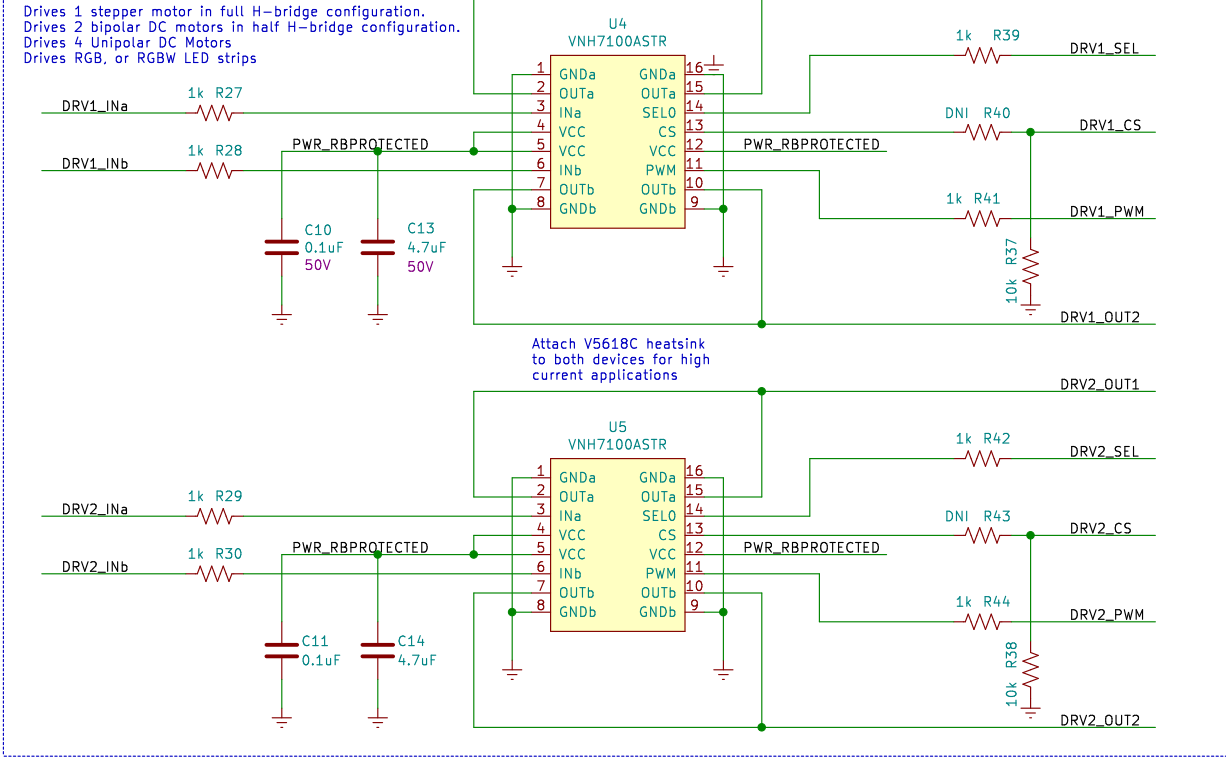 Drives 1 stepper motor in full H-bridge configuration.
Drives 2 bipolar DC motors in half H-bridge configuration.
Drives 4 Unipolar DC Motors
Drives RGB, or RGBW LED strips
U4
VNH7100ASTR
1 GNDa
2 OUTa
3 INa
4 VCC
5 VCC
6 INb
7 OUTb
8 GNDb
GNDa 16
OUTa 15
SEL0 14
CS 13
VCC 12
PWM 11
OUTb 10
GNDb 9
DRV1_INa
1k R27
DRV1_INb
1k R28
PWR_RBPROTECTED
C10
0.1uF
50V
C13
4.7uF
50V
PWR_RBPROTECTED
1k R39
DRV1_SEL
DNI R40
DRV1_CS
1k R41
DRV1_PWM
10k R37
DRV1_OUT2
Attach V5618C heatsink
to both devices for high
current applications
DRV2_OUT1
U5
VNH7100ASTR
1 GNDa
2 OUTa
3 INa
4 VCC
5 VCC
6 INb
7 OUTb
8 GNDb
GNDa 16
OUTa 15
SEL0 14
CS 13
VCC 12
PWM 11
OUTb 10
GNDb 9
DRV2_INa
1k R29
DRV2_INb
1k R30
PWR_RBPROTECTED
C11
0.1uF
C14
4.7uF
PWR_RBPROTECTED
1k R42
DRV2_SEL
DNI R43
DRV2_CS
1k R44
DRV2_PWM
10k R38
DRV2_OUT2